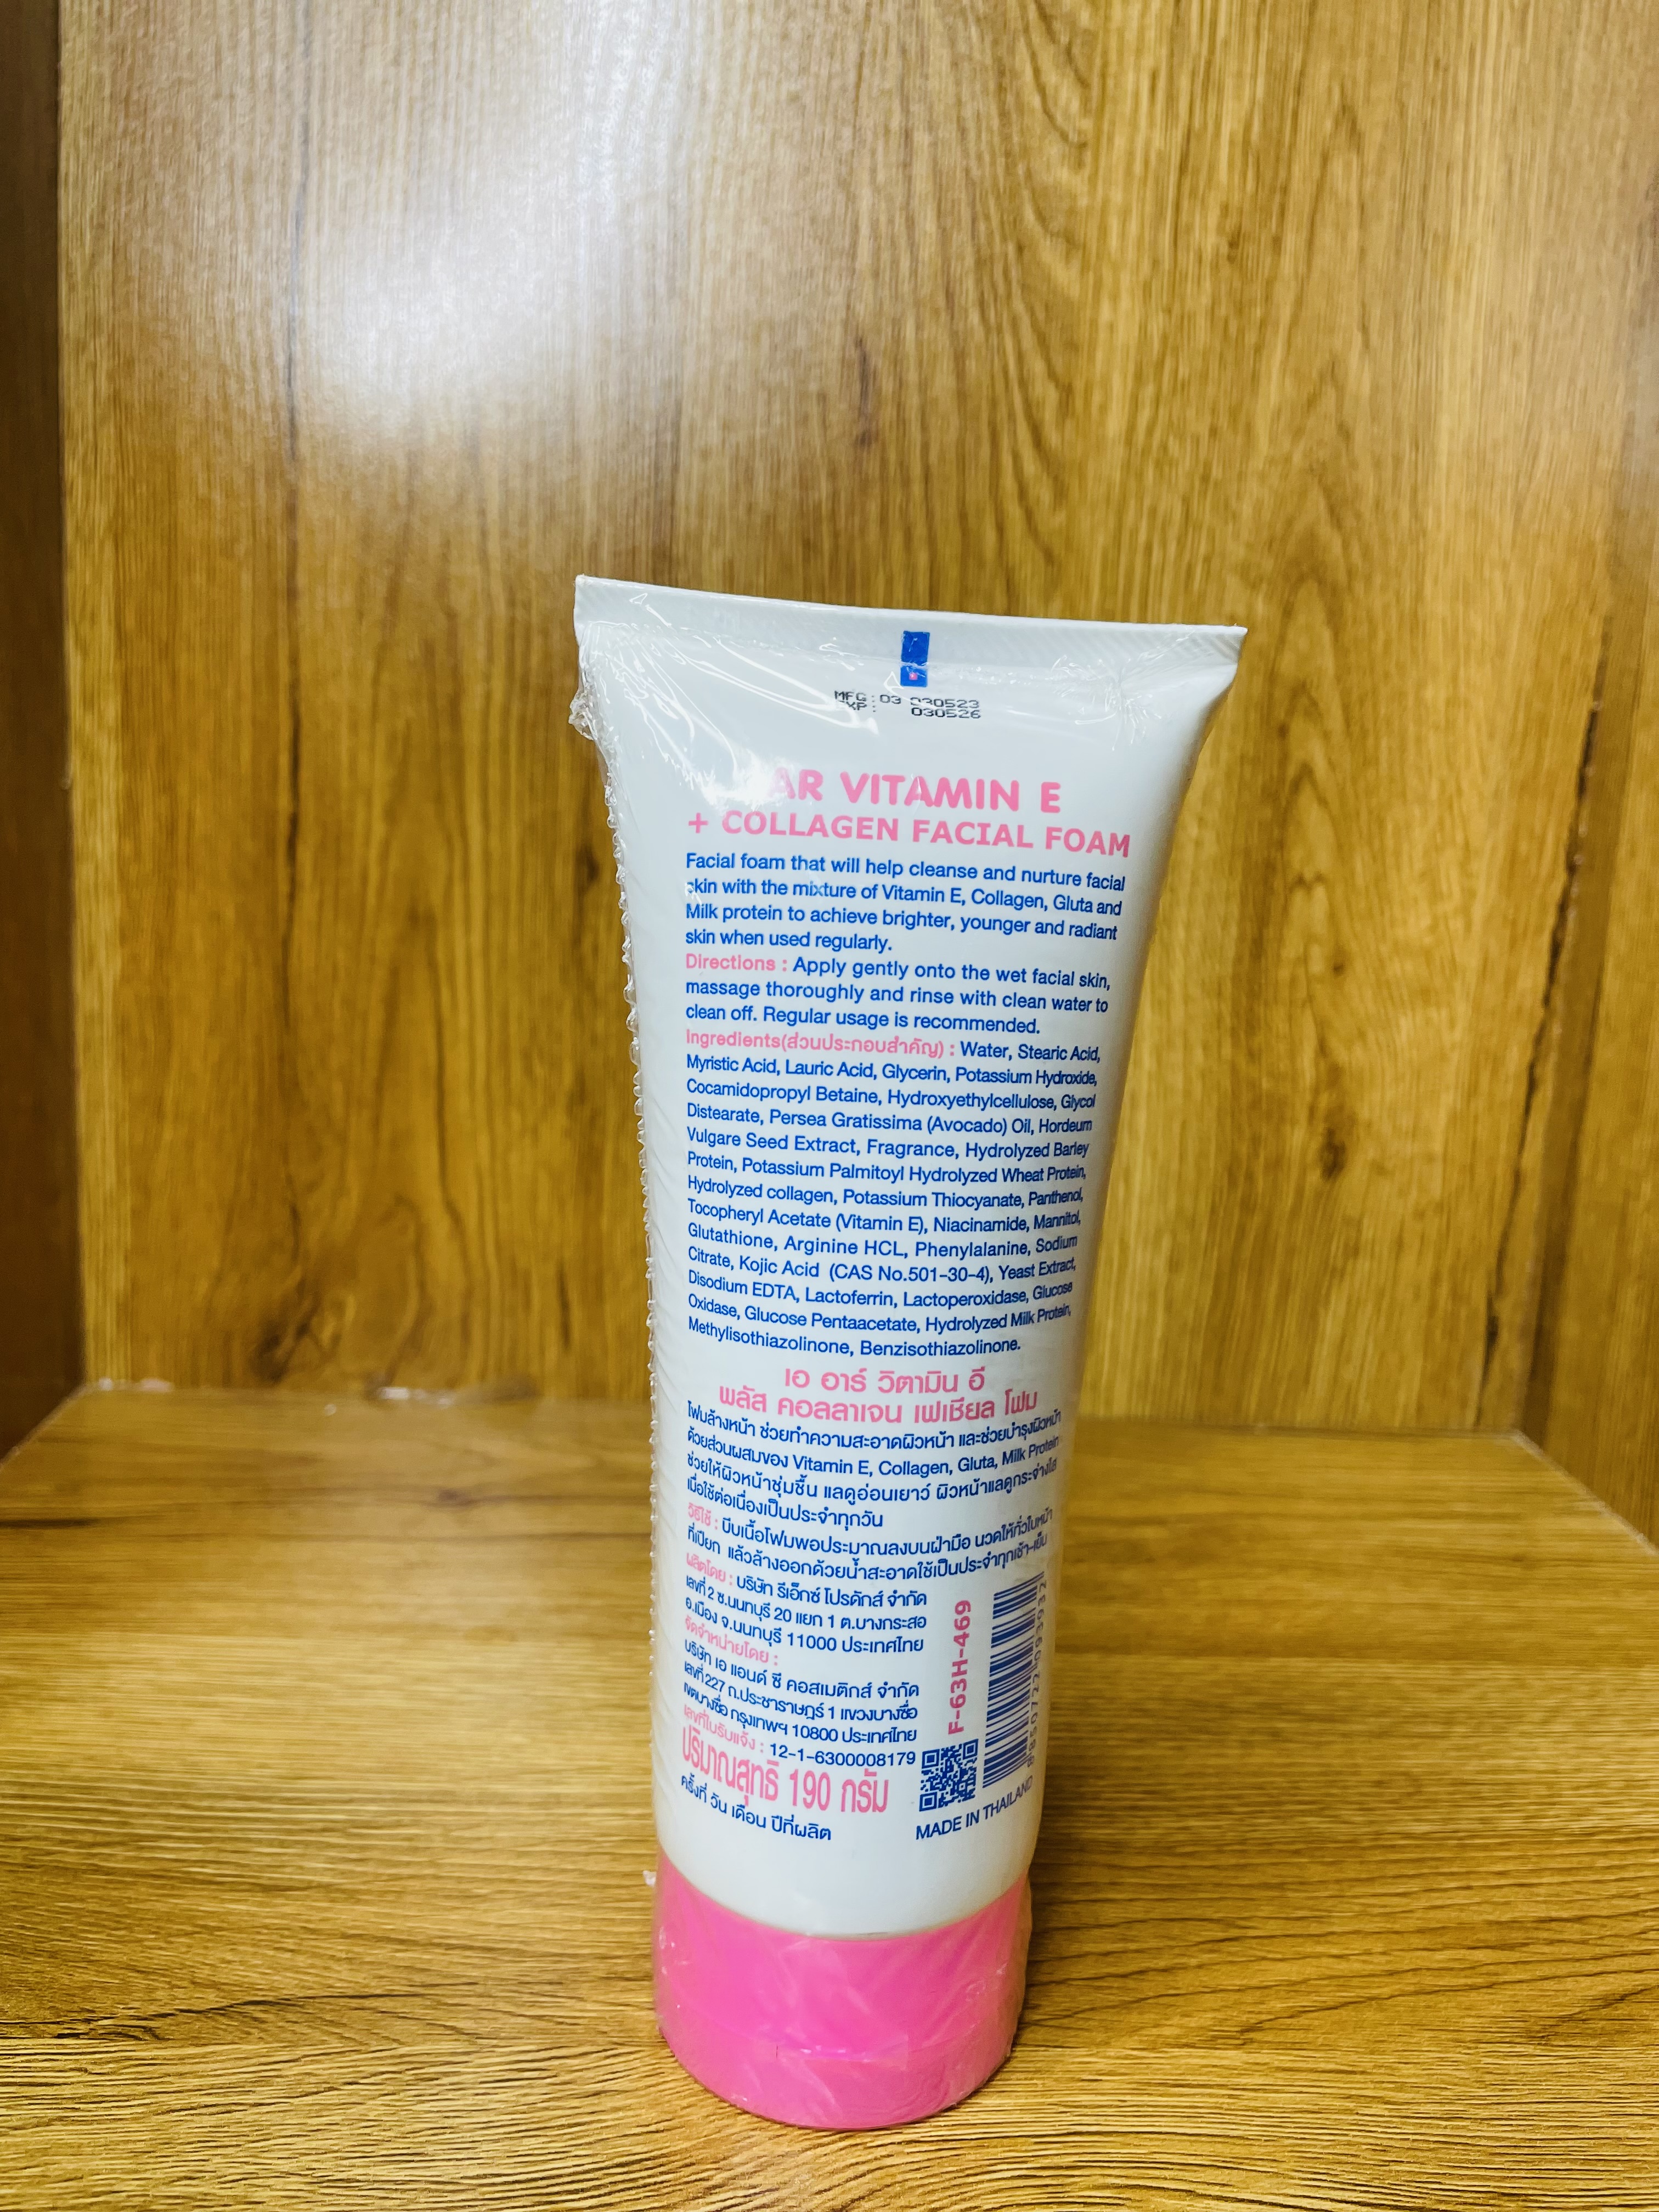 MFG: 03 030523
EXP: 030526
AR VITAMIN E
+ COLLAGEN FACIAL FOAM
Facial foam that will help cleanse and nurture facial
skin with the mixture of Vitamin E, Collagen, Gluta and
Milk protein to achieve brighter, younger and radiant
skin when used regularly.
Directions : Apply gently onto the wet facial skin,
massage thoroughly and rinse with clean water to
clean off. Regular usage is recommended.
Ingredients(ส่วนประกอบสำคัญ) : Water, Stearic Acid,
Myristic Acid, Lauric Acid, Glycerin, Potassium Hydroxide,
Cocamidopropyl Betaine, Hydroxyethylcellulose, Glycol
Distearate, Persea Gratissima (Avocado) Oil, Hordeum
Vulgare Seed Extract, Fragrance, Hydrolyzed Barley
Protein, Potassium Palmitoyl Hydrolyzed Wheat Protein,
Hydrolyzed collagen, Potassium Thiocyanate, Panthenol,
Tocopheryl Acetate (Vitamin E), Niacinamide, Mannitol,
Glutathione, Arginine HCL, Phenylalanine, Sodium
Citrate, Kojic Acid (CAS No.501-30-4), Yeast Extract,
Disodium EDTA, Lactoferrin, Lactoperoxidase, Glucose
Oxidase, Glucose Pentaacetate, Hydrolyzed Milk Protein,
Methylisothiazolinone, Benzisothiazolinone.
เอ อาร์ วิตามิน อี
พลัส คอลลาเจน เฟเชียล โฟม
โฟมล้างหน้า ช่วยทำความสะอาดผิวหน้า และช่วยบำรุงผิวหน้า
ด้วยส่วนผสมของ Vitamin E, Collagen, Gluta, Milk Protein
ช่วยให้ผิวหน้าชุ่มชื้น แลดูอ่อนเยาว์ ผิวหน้าแลดูกระจ่างใส
เมื่อใช้ต่อเนื่องเป็นประจำทุกวัน
วิธีใช้ : บีบเนื้อโฟมพอประมาณลงบนฝ่ามือ นวดให้ทั่วใบหน้า
ที่เปียก แล้วล้างออกด้วยน้ำสะอาดใช้เป็นประจำทุกเช้า-เย็น
ผลิตโดย : บริษัท รีเอ็กซ์ โปรดักส์ จำกัด
เลขที่ 2 ซ.นนทบุรี 20 แยก 1 ต.บางกระสอ
อ.เมือง จ.นนทบุรี 11000 ประเทศไทย
จัดจำหน่ายโดย :
บริษัท เอ แอนด์ ซี คอสเมติกส์ จำกัด
เลขที่ 227 ถ.ประชาราษฎร์ 1 แขวงบางซื่อ
เขตบางซื่อ กรุงเทพฯ 10800 ประเทศไทย
เลขที่ใบรับแจ้ง : 12-1-6300008179
ปริมาณสุทธิ 190 กรัม
ครั้งที่ วัน เดือน ปีที่ผลิต
F-63H-469
MADE IN THAILAND